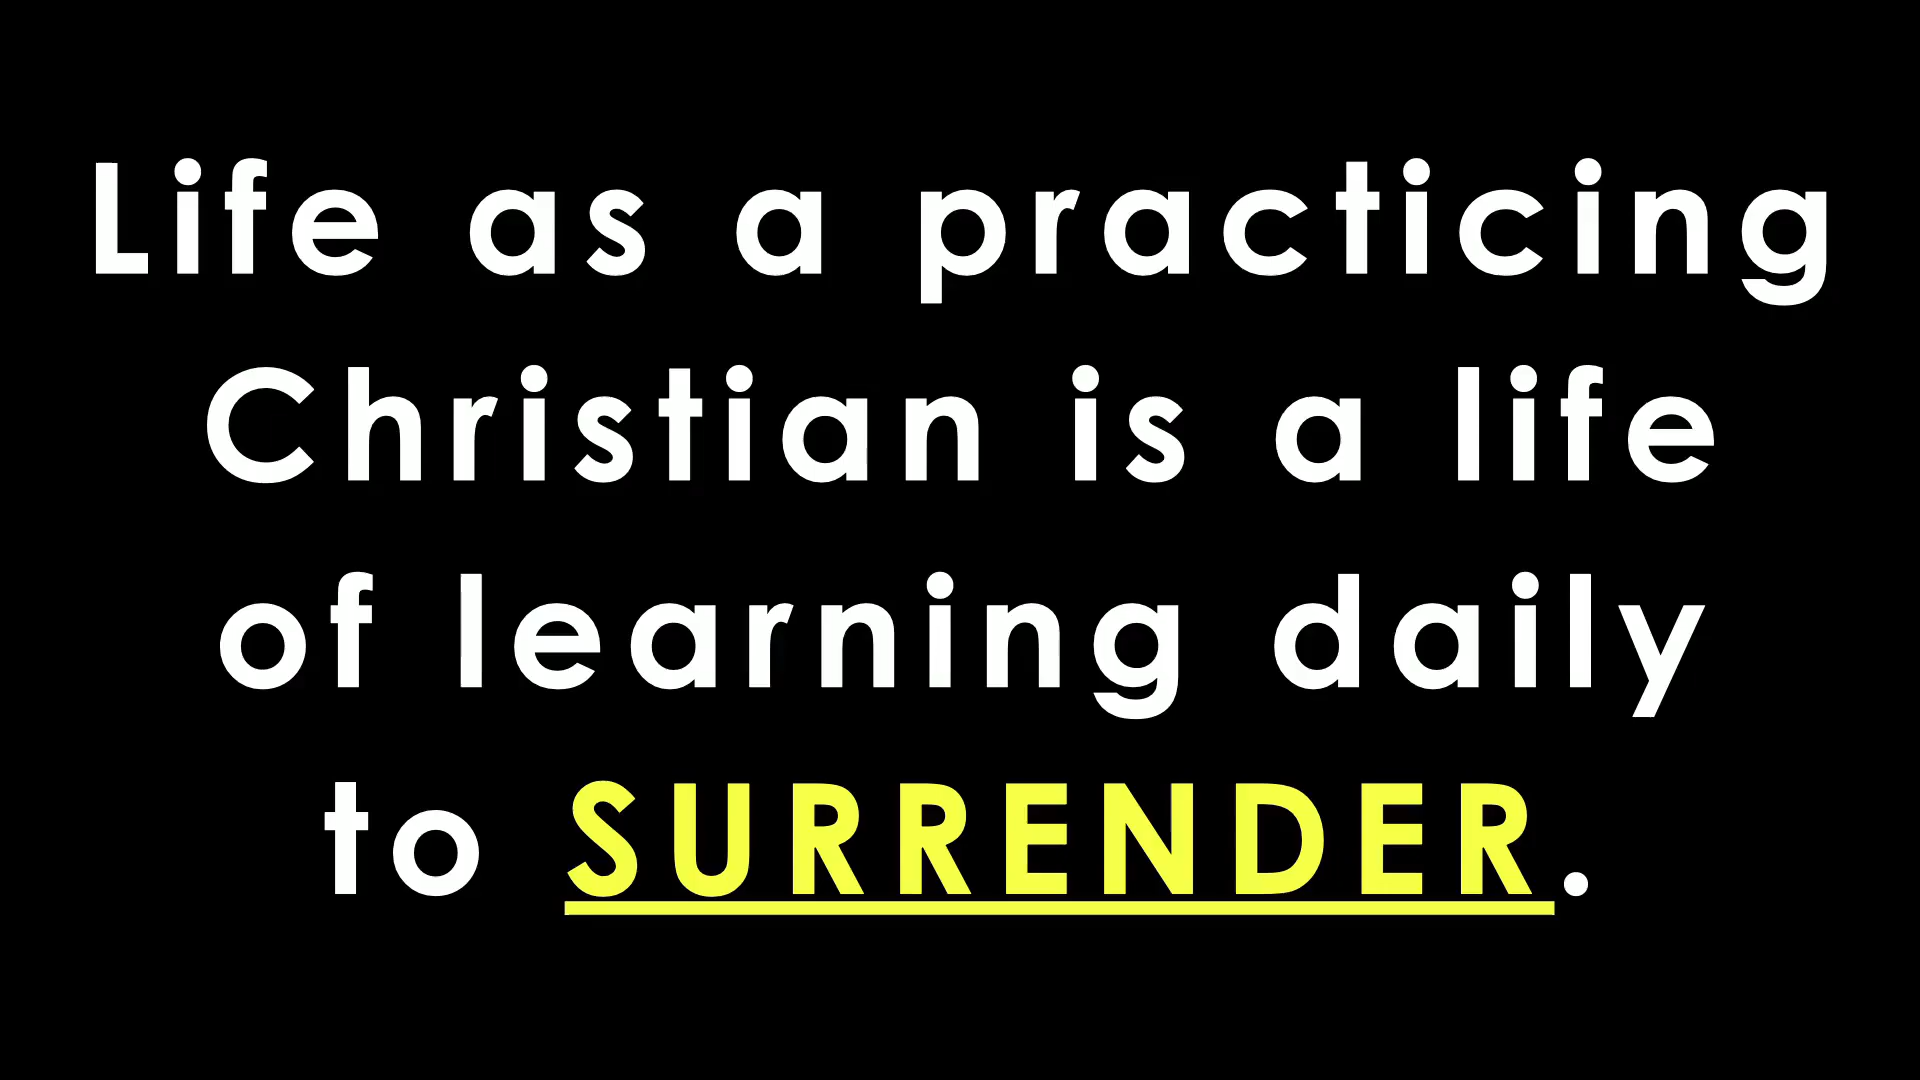 Life as a practicing
Christian is a life
of learning daily
to SURRENDER.